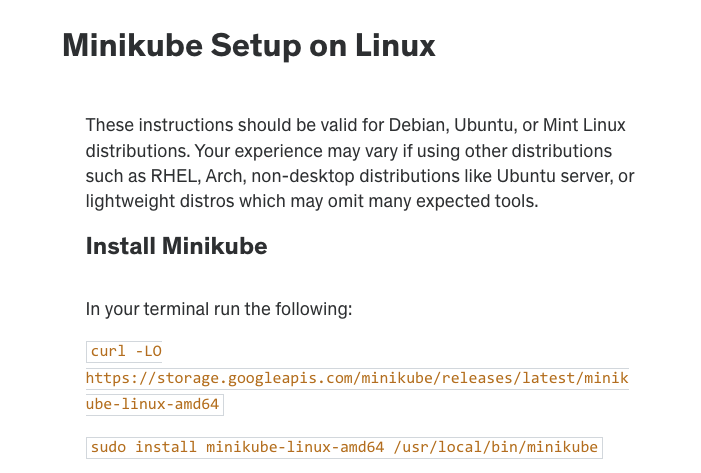 Minikube Setup on Linux
These instructions should be valid for Debian, Ubuntu, or Mint Linux
distributions. Your experience may vary if using other distributions
such as RHEL, Arch, non-desktop distributions like Ubuntu server, or
lightweight distros which may omit many expected tools.
Install Minikube
In your terminal run the following:
curl -LO
https://storage.googleapis.com/minikube/releases/latest/minik
ube-linux-amd64
sudo install minikube-linux-amd64 /usr/local/bin/minikube